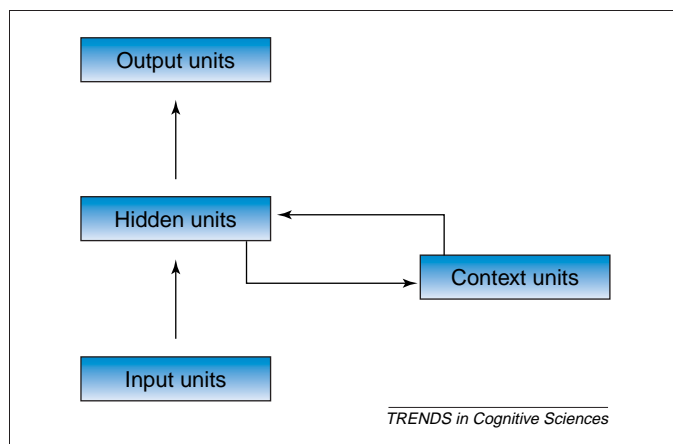 Output units
Hidden units
Context units
Input units
TRENDS in Cognitive Sciences